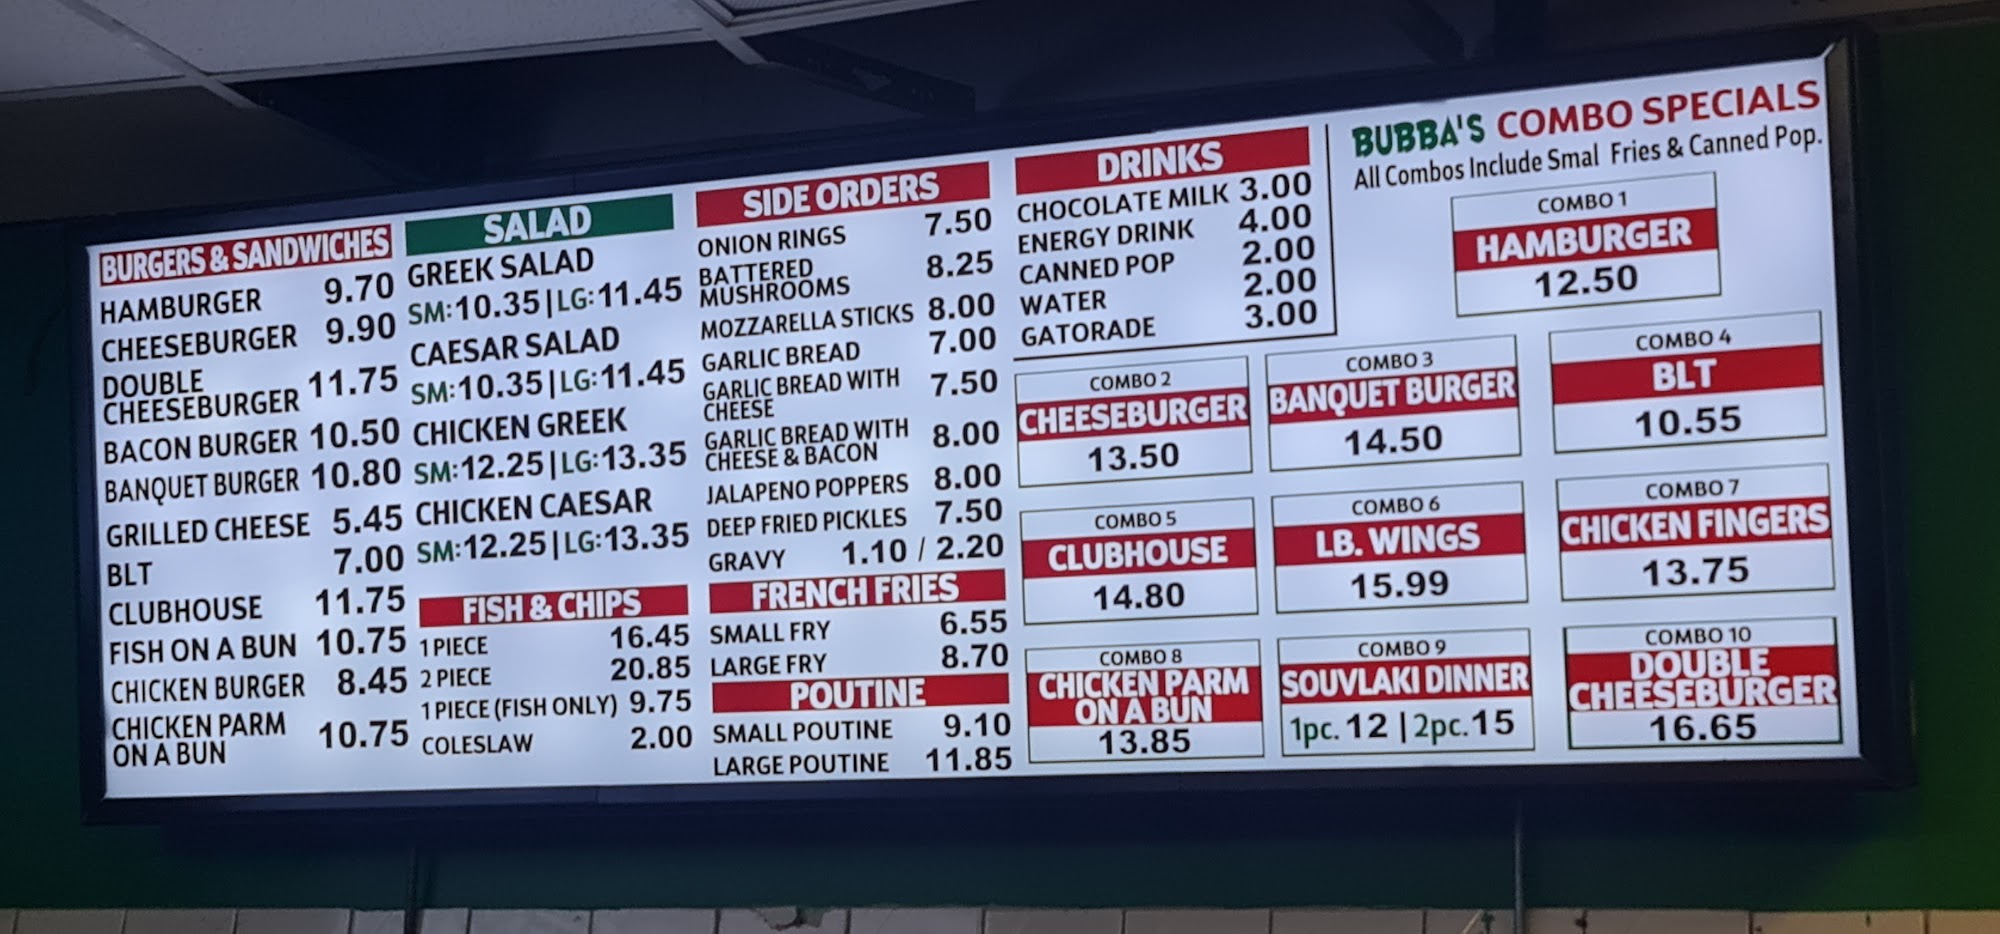 BURGERS & SANDWICHES
HAMBURGER 9.70
CHEESEBURGER 9.90
DOUBLE
CHEESEBURGER 11.75
BACON BURGER 10.50
BANQUET BURGER 10.80
GRILLED CHEESE 5.45
BLT 7.00
CLUBHOUSE 11.75
FISH ON A BUN 10.75
CHICKEN BURGER 8.45
CHICKEN PARM
ON A BUN 10.75
SALAD
GREEK SALAD
SM:10.35|LG:11.45
CAESAR SALAD
SM:10.35|LG:11.45
CHICKEN GREEK
SM:12.25|LG:13.35
CHICKEN CAESAR
SM:12.25|LG:13.35
FISH & CHIPS
1 PIECE 16.45
2 PIECE 20.85
1 PIECE (FISH ONLY) 9.75
COLESLAW 2.00
SIDE ORDERS
ONION RINGS 7.50
BATTERED
MUSHROOMS 8.25
MOZZARELLA STICKS 8.00
GARLIC BREAD 7.00
GARLIC BREAD WITH
CHEESE 7.50
GARLIC BREAD WITH
CHEESE & BACON 8.00
JALAPENO POPPERS 8.00
DEEP FRIED PICKLES 7.50
GRAVY 1.10 / 2.20
FRENCH FRIES
SMALL FRY 6.55
LARGE FRY 8.70
POUTINE
SMALL POUTINE 9.10
LARGE POUTINE 11.85
DRINKS
CHOCOLATE MILK 3.00
ENERGY DRINK 4.00
CANNED POP 2.00
WATER 2.00
GATORADE 3.00
BUBBA'S COMBO SPECIALS
All Combos Include Smal Fries & Canned Pop.
COMBO 1
HAMBURGER
12.50
COMBO 2
CHEESEBURGER
13.50
COMBO 3
BANQUET BURGER
14.50
COMBO 4
BLT
10.55
COMBO 5
CLUBHOUSE
14.80
COMBO 6
LB. WINGS
15.99
COMBO 7
CHICKEN FINGERS
13.75
COMBO 8
CHICKEN PARM
ON A BUN
13.85
COMBO 9
SOUVLAKI DINNER
1pc. 12 | 2pc. 15
COMBO 10
DOUBLE
CHEESEBURGER
16.65